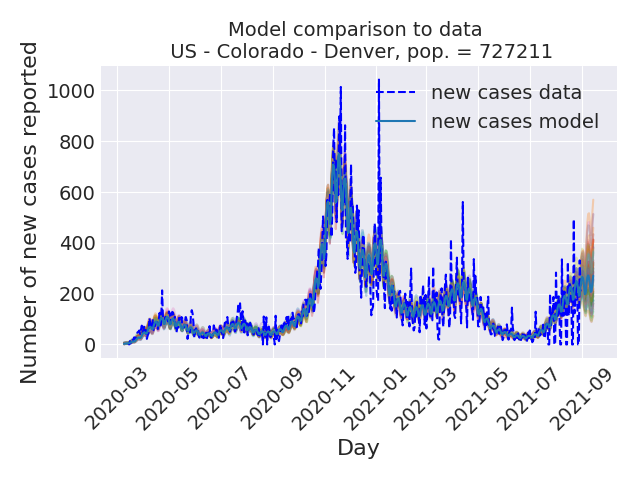 Model comparison to data
US - Colorado - Denver, pop. = 727211
Number of new cases reported
1000
800
600
400
200
0
new cases data
new cases model
2020-03
2020-05
2020-07
2020-09
2020-11
2021-01
2021-03
2021-05
2021-07
2021-09
Day